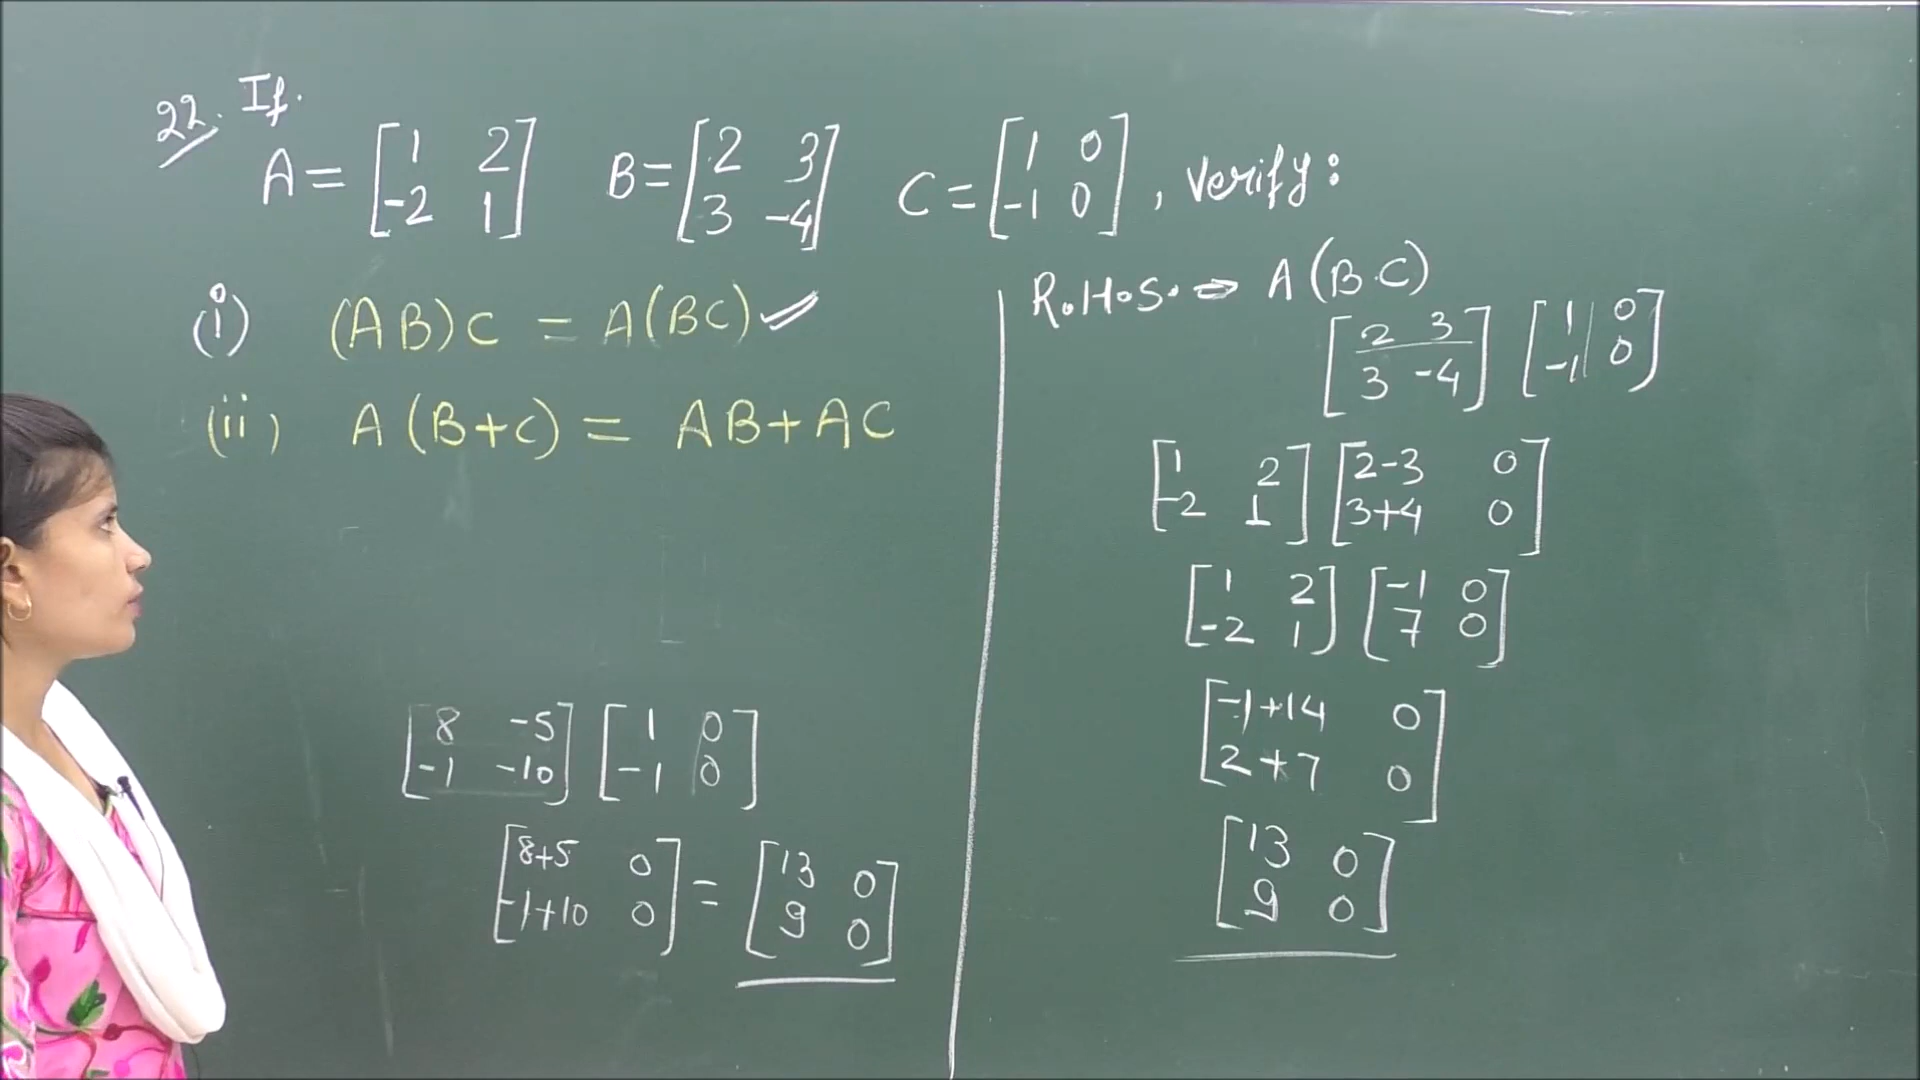 22. If.
A = [1 2 -2 1] B = [2 3 3 -4] C = [1 0 -1 0], verify:
(i) (AB)C = A(BC) ✓
(ii) A(B+C) = AB+AC
[8 -5 -1 -10] [1 0 -1 0]
[8+5 0 -1+10 0] = [13 0 9 0]
R.H.S. ⇒ A(B.C)
[2 3 3 -4] [1 0 -1 0]
[1 2 -2 1] [2-3 0 3+4 0]
[1 2 -2 1] [-1 0 7 0]
[-1+14 0 2+7 0]
[13 0 9 0]